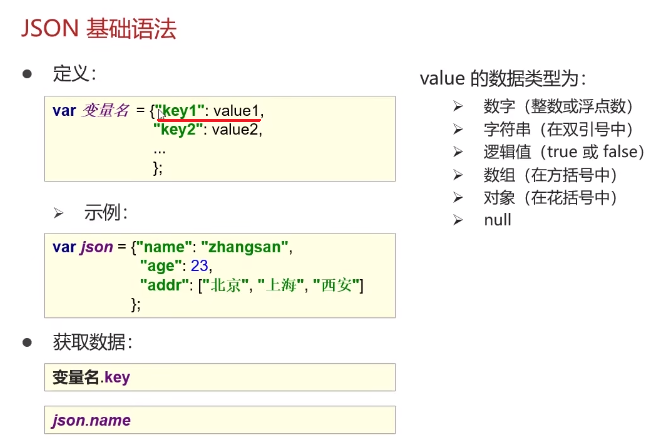 JSON 基础语法
● 定义：
var 变量名 = {"key1": value1,
"key2": value2,
...
};
➢ 示例：
var json = {"name": "zhangsan",
"age": 23,
"addr": ["北京", "上海", "西安"]
};
● 获取数据：
变量名.key
json.name
value 的数据类型为：
➢ 数字（整数或浮点数）
➢ 字符串（在双引号中）
➢ 逻辑值（true 或 false）
➢ 数组（在方括号中）
➢ 对象（在花括号中）
➢ null